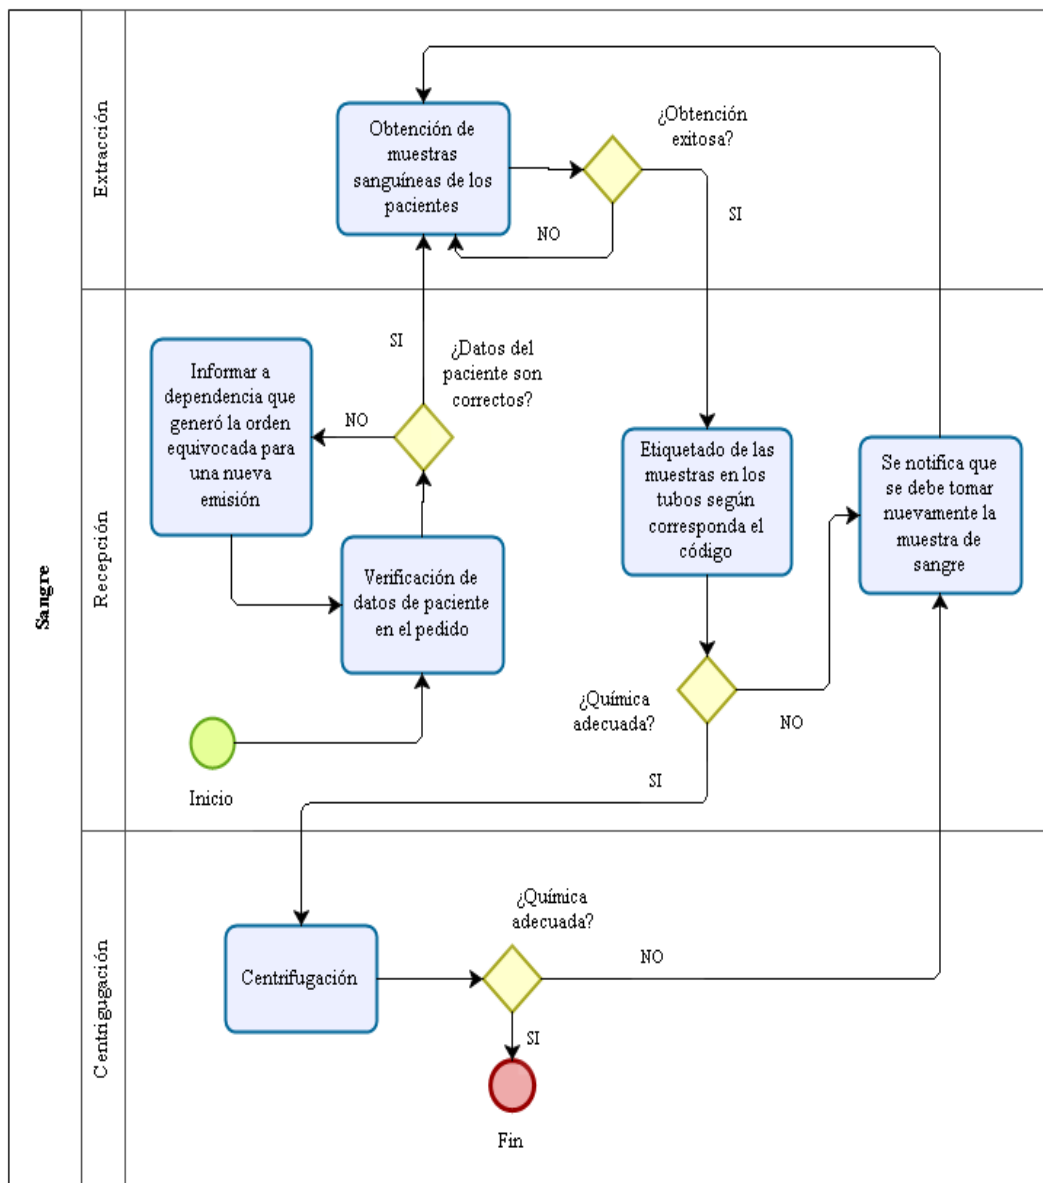 Sangre
Extracción
Obtención de
muestras
sanguíneas de los
pacientes
¿Obtención
exitosa?
NO
SI
Recepción
Informar a
dependencia que
generó la orden
equivocada para
una nueva
emisión
SI
NO
¿Datos del
paciente son
correctos?
Verificación de
datos de paciente
en el pedido
Inicio
Etiquetado de las
muestras en los
tubos según
corresponda el
código
Se notifica que
se debe tomar
nuevamente la
muestra de
sangre
¿Química
adecuada?
NO
SI
Centrigugación
Centrifugación
¿Química
adecuada?
NO
SI
Fin